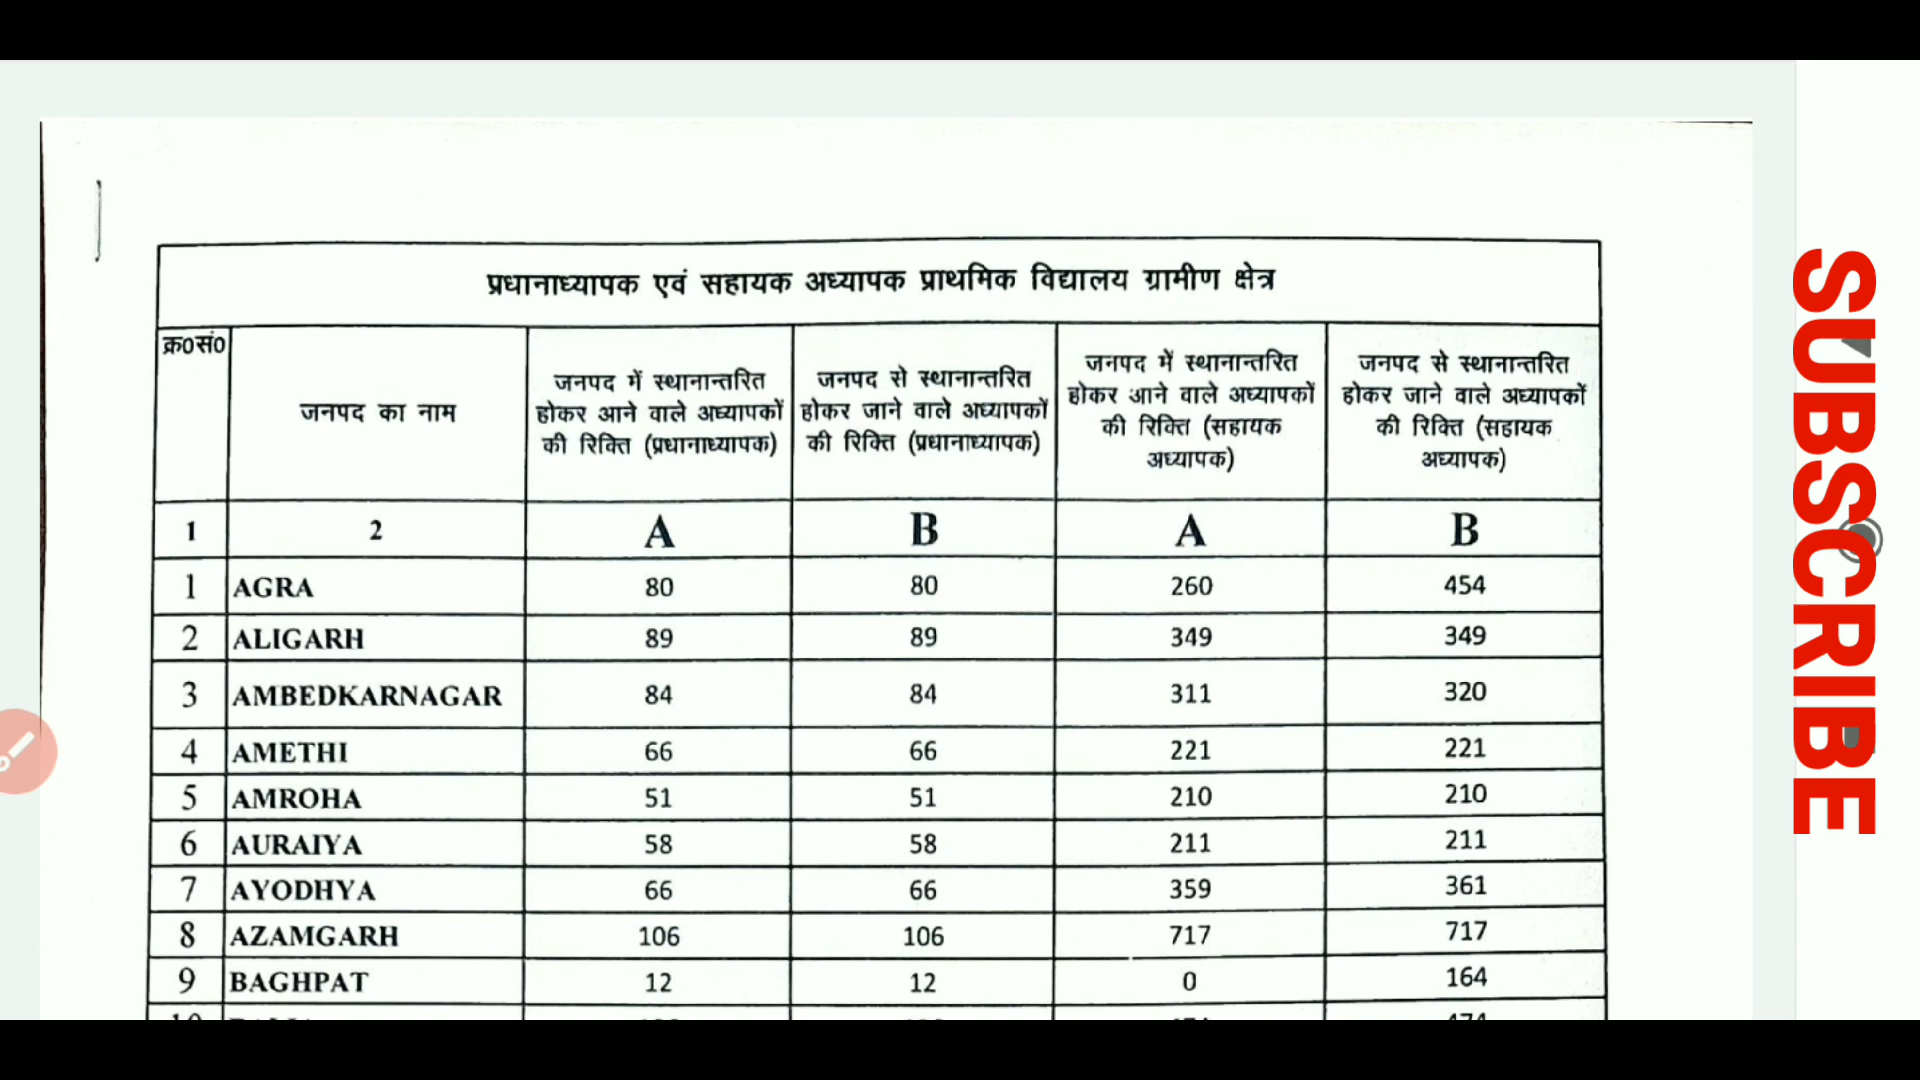 प्रधानाध्यापक एवं सहायक अध्यापक प्राथमिक विद्यालय ग्रामीण क्षेत्र
क्र0सं0 जनपद का नाम जनपद में स्थानान्तरित होकर आने वाले अध्यापकों की रिक्ति (प्रधानाध्यापक) जनपद से स्थानान्तरित होकर जाने वाले अध्यापकों की रिक्ति (प्रधानाध्यापक) जनपद में स्थानान्तरित होकर आने वाले अध्यापकों की रिक्ति (सहायक अध्यापक) जनपद से स्थानान्तरित होकर जाने वाले अध्यापकों की रिक्ति (सहायक अध्यापक)
1 2 A B A B
1 AGRA 80 80 260 454
2 ALIGARH 89 89 349 349
3 AMBEDKARNAGAR 84 84 311 320
4 AMETHI 66 66 221 221
5 AMROHA 51 51 210 210
6 AURAIYA 58 58 211 211
7 AYODHYA 66 66 359 361
8 AZAMGARH 106 106 717 717
9 BAGHPAT 12 12 0 164
SUBSCRIBE